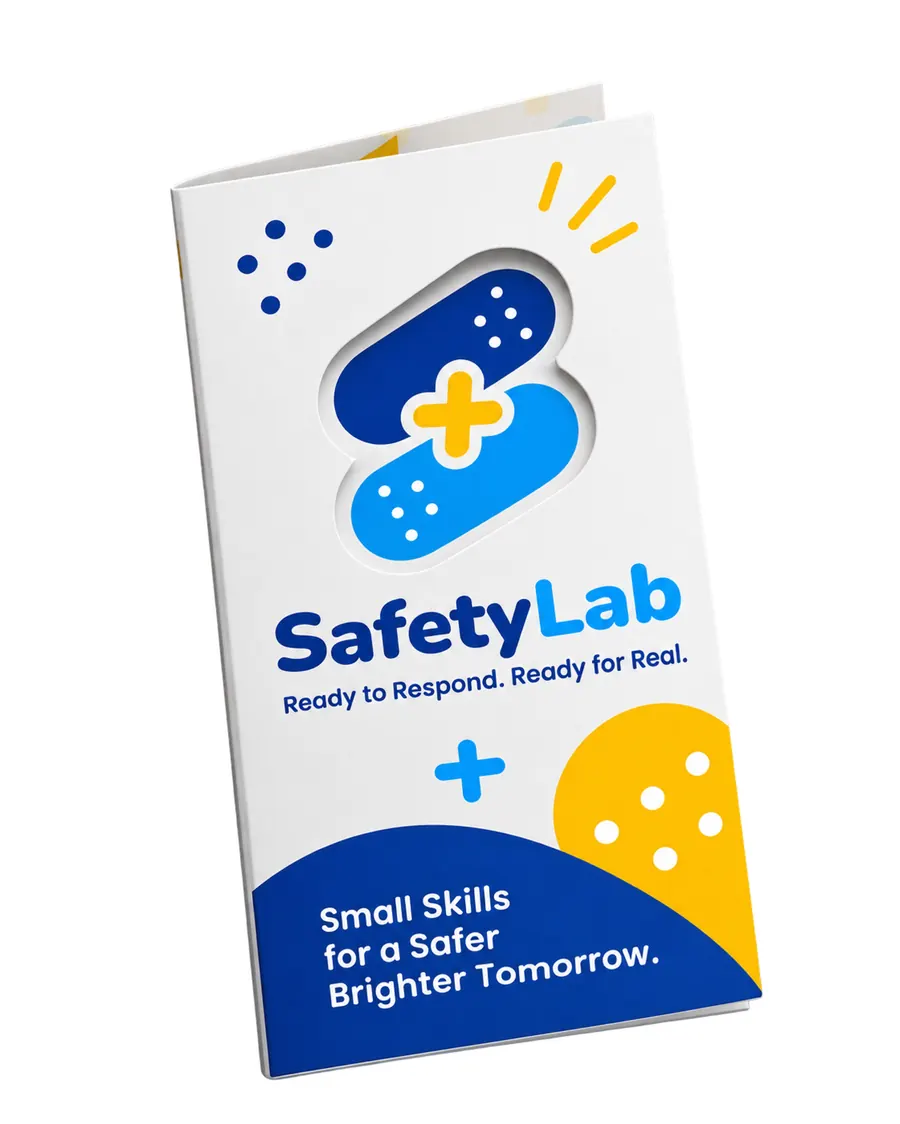 SafetyLab
Ready to Respond. Ready for Real.
Small Skills
for a Safer
Brighter Tomorrow.